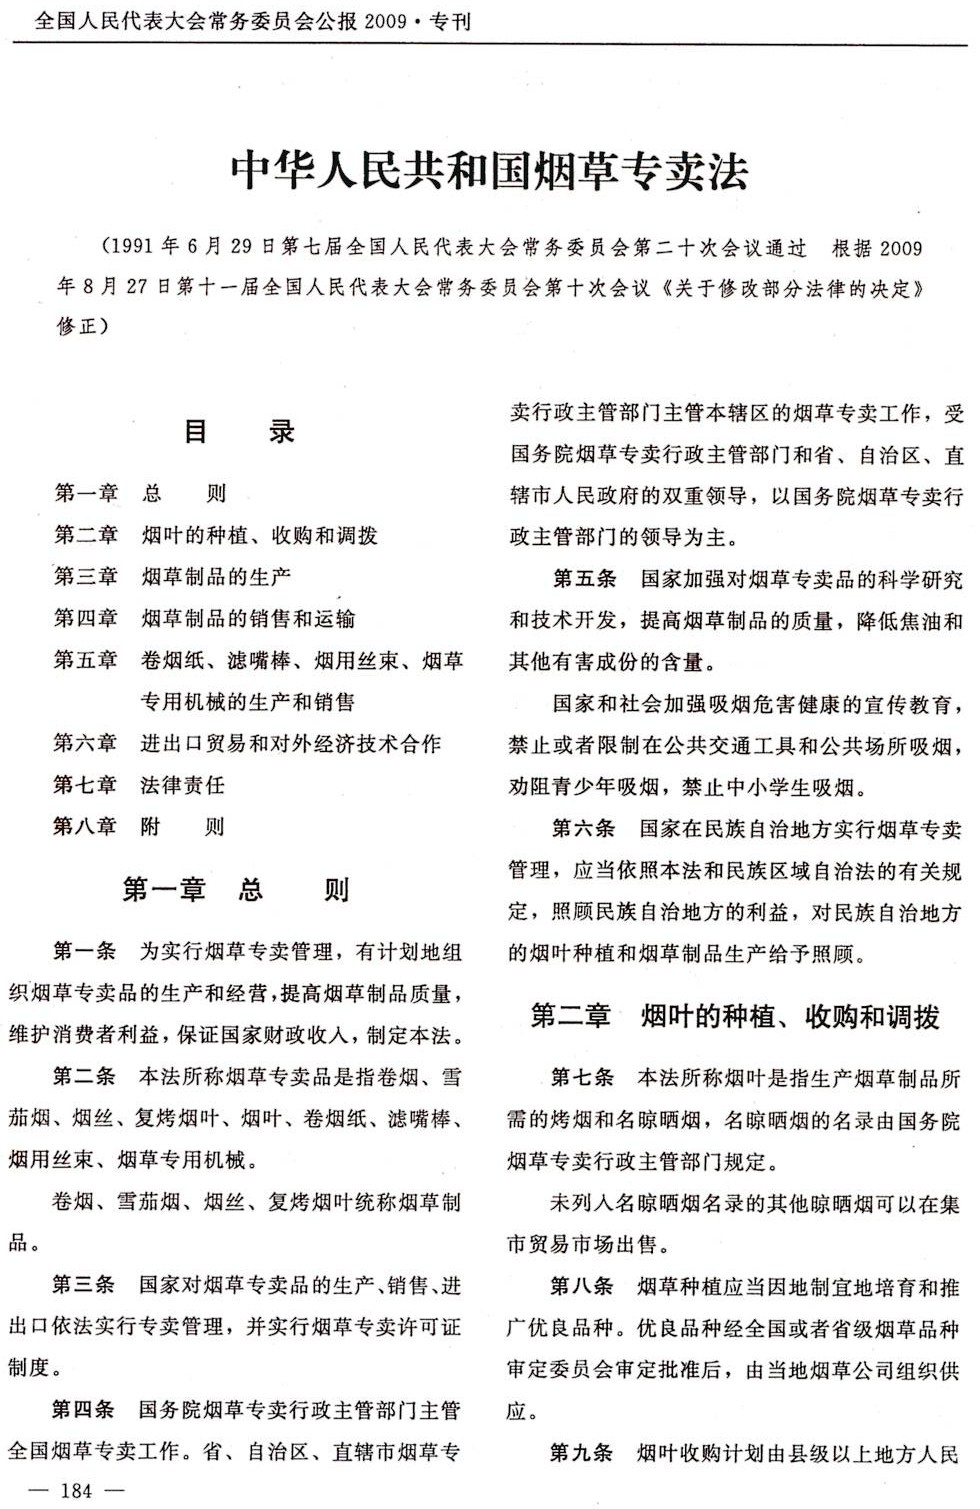 全国人民代表大会常务委员会公报2009·专刊
中华人民共和国烟草专卖法
（1991年6月29日第七届全国人民代表大会常务委员会第二十次会议通过　根据2009
年8月27日第十一届全国人民代表大会常务委员会第十次会议《关于修改部分法律的决定》
修正）
目　　录
第一章　总　　则
第二章　烟叶的种植、收购和调拨
第三章　烟草制品的生产
第四章　烟草制品的销售和运输
第五章　卷烟纸、滤嘴棒、烟用丝束、烟草
专用机械的生产和销售
第六章　进出口贸易和对外经济技术合作
第七章　法律责任
第八章　附　　则
第一章　总　　则
第一条　为实行烟草专卖管理，有计划地组
织烟草专卖品的生产和经营，提高烟草制品质量，
维护消费者利益，保证国家财政收入，制定本法。
第二条　本法所称烟草专卖品是指卷烟、雪
茄烟、烟丝、复烤烟叶、烟叶、卷烟纸、滤嘴棒、
烟用丝束、烟草专用机械。
卷烟、雪茄烟、烟丝、复烤烟叶统称烟草制
品。
第三条　国家对烟草专卖品的生产、销售、进
出口依法实行专卖管理，并实行烟草专卖许可证
制度。
第四条　国务院烟草专卖行政主管部门主管
全国烟草专卖工作。省、自治区、直辖市烟草专
卖行政主管部门主管本辖区的烟草专卖工作，受
国务院烟草专卖行政主管部门和省、自治区、直
辖市人民政府的双重领导，以国务院烟草专卖行
政主管部门的领导为主。
第五条　国家加强对烟草专卖品的科学研究
和技术开发，提高烟草制品的质量，降低焦油和
其他有害成份的含量。
国家和社会加强吸烟危害健康的宣传教育，
禁止或者限制在公共交通工具和公共场所吸烟，
劝阻青少年吸烟，禁止中小学生吸烟。
第六条　国家在民族自治地方实行烟草专卖
管理，应当依照本法和民族区域自治法的有关规
定，照顾民族自治地方的利益，对民族自治地方
的烟叶种植和烟草制品生产给予照顾。
第二章　烟叶的种植、收购和调拨
第七条　本法所称烟叶是指生产烟草制品所
需的烤烟和名晾晒烟，名晾晒烟的名录由国务院
烟草专卖行政主管部门规定。
未列入名晾晒烟名录的其他晾晒烟可以在集
市贸易市场出售。
第八条　烟草种植应当因地制宜地培育和推
广优良品种。优良品种经全国或者省级烟草品种
审定委员会审定批准后，由当地烟草公司组织供
应。
第九条　烟叶收购计划由县级以上地方人民
— 184 —